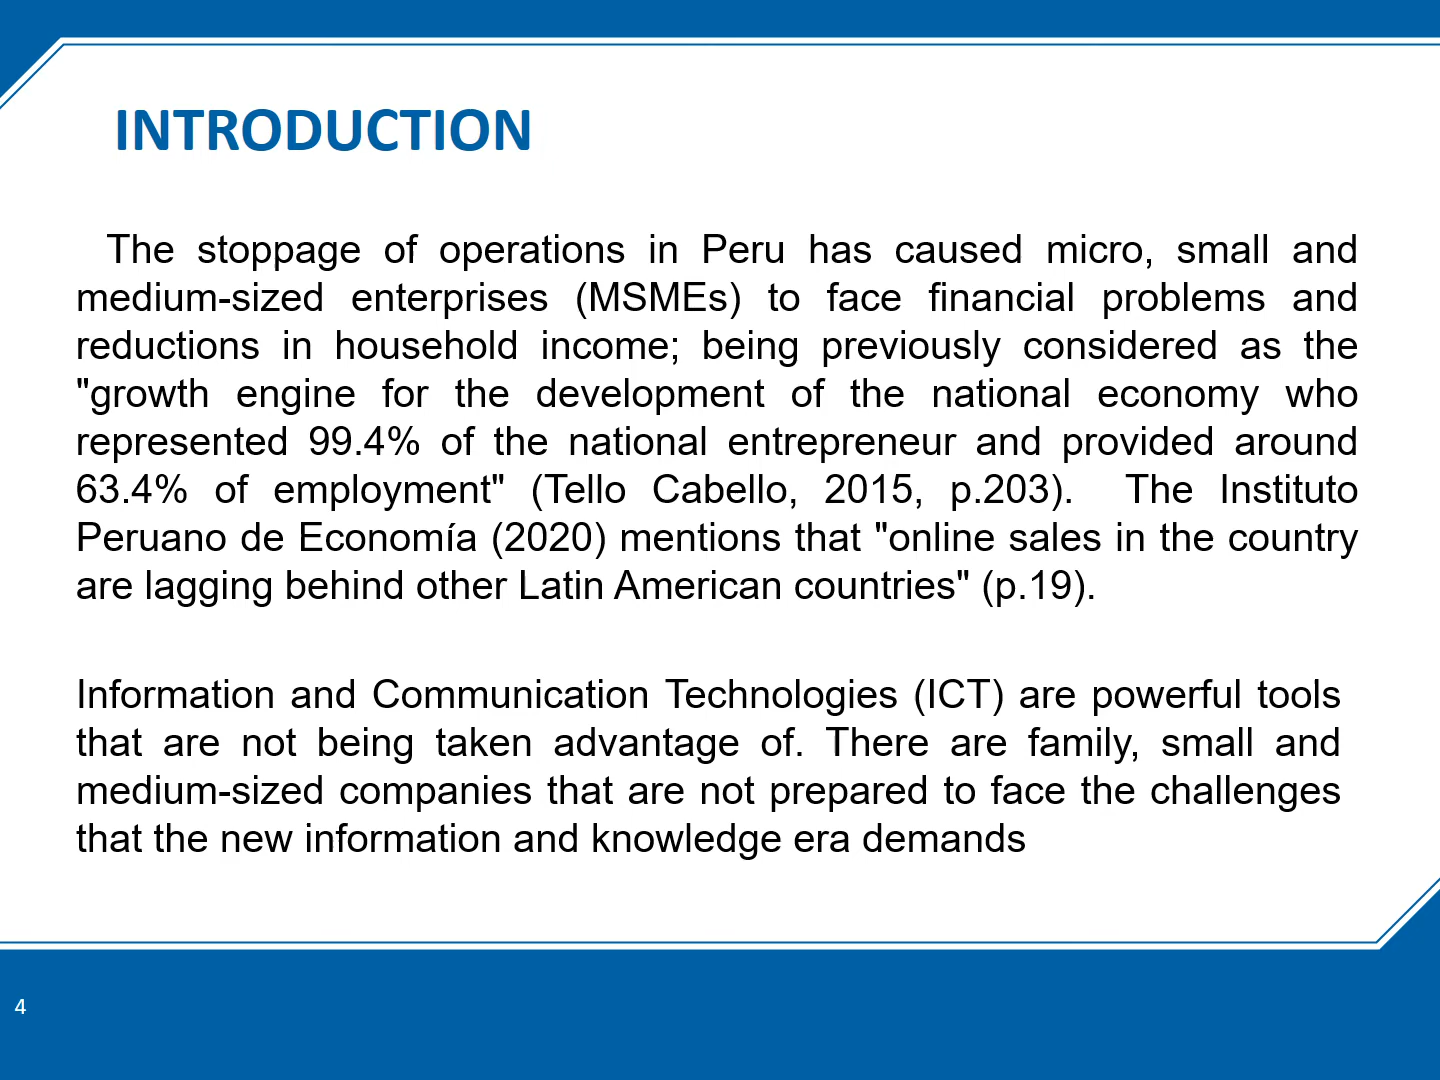 INTRODUCTION
The stoppage of operations in Peru has caused micro, small and
medium-sized enterprises (MSMEs) to face financial problems and
reductions in household income; being previously considered as the
"growth engine for the development of the national economy who
represented 99.4% of the national entrepreneur and provided around
63.4% of employment" (Tello Cabello, 2015, p.203). The Instituto
Peruano de Economía (2020) mentions that "online sales in the country
are lagging behind other Latin American countries" (p.19).
Information and Communication Technologies (ICT) are powerful tools
that are not being taken advantage of. There are family, small and
medium-sized companies that are not prepared to face the challenges
that the new information and knowledge era demands
4